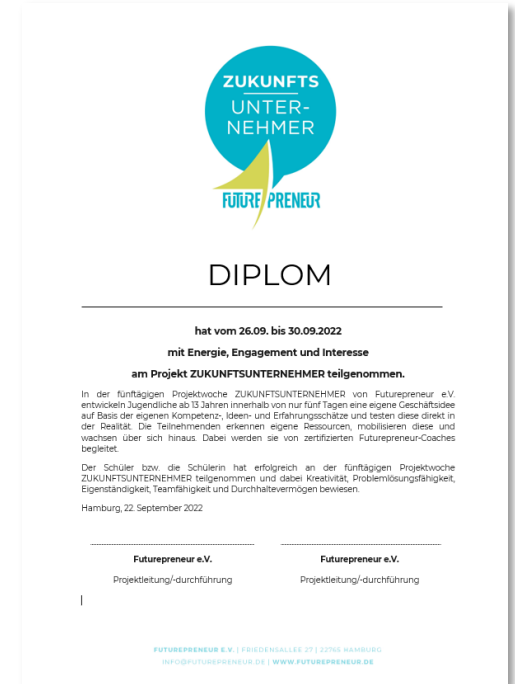 ZUKUNFTS
UNTER-
NEHMER
FUTUREPRENEUR
DIPLOM
hat vom 26.09. bis 30.09.2022
mit Energie, Engagement und Interesse
am Projekt ZUKUNFTSUNTERNEHMER teilgenommen.
In der fünftägigen Projektwoche ZUKUNFTSUNTERNEHMER von Futurepreneur e.V.
entwickeln Jugendliche ab 13 Jahren innerhalb von nur fünf Tagen eine eigene Geschäftsidee
auf Basis der eigenen Kompetenz-, Ideen- und Erfahrungsschätze und testen diese direkt in
der Realität. Die Teilnehmenden erkennen eigene Ressourcen, mobilisieren diese und
wachsen über sich hinaus. Dabei werden sie von zertifizierten Futurepreneur-Coaches
begleitet.
Der Schüler bzw. die Schülerin hat erfolgreich an der fünftägigen Projektwoche
ZUKUNFTSUNTERNEHMER teilgenommen und dabei Kreativität, Problemlösungsfähigkeit,
Eigenständigkeit, Teamfähigkeit und Durchhaltevermögen bewiesen.
Hamburg, 22. September 2022
Futurepreneur e.V. Futurepreneur e.V.
Projektleitung/-durchführung Projektleitung/-durchführung
FUTUREPRENEUR E.V. | FRIEDENSALLEE 27 | 22765 HAMBURG
INFO@FUTUREPRENEUR.DE | WWW.FUTUREPRENEUR.DE